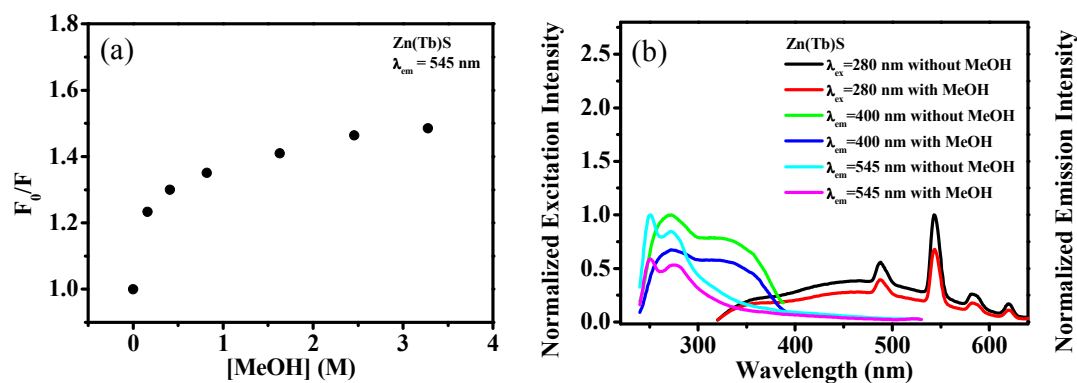 (a)
Zn(Tb)S
λem = 545 nm
F0/F
1.8
1.6
1.4
1.2
1.0
0 1 2 3 4
[MeOH] (M)
(b)
Zn(Tb)S
λex=280 nm without MeOH
λex=280 nm with MeOH
λem=400 nm without MeOH
λem=400 nm with MeOH
λem=545 nm without MeOH
λem=545 nm with MeOH
Normalized Excitation Intensity
2.5
2.0
1.5
1.0
0.5
0.0
300 400 500 600
Wavelength (nm)
Normalized Emission Intensity